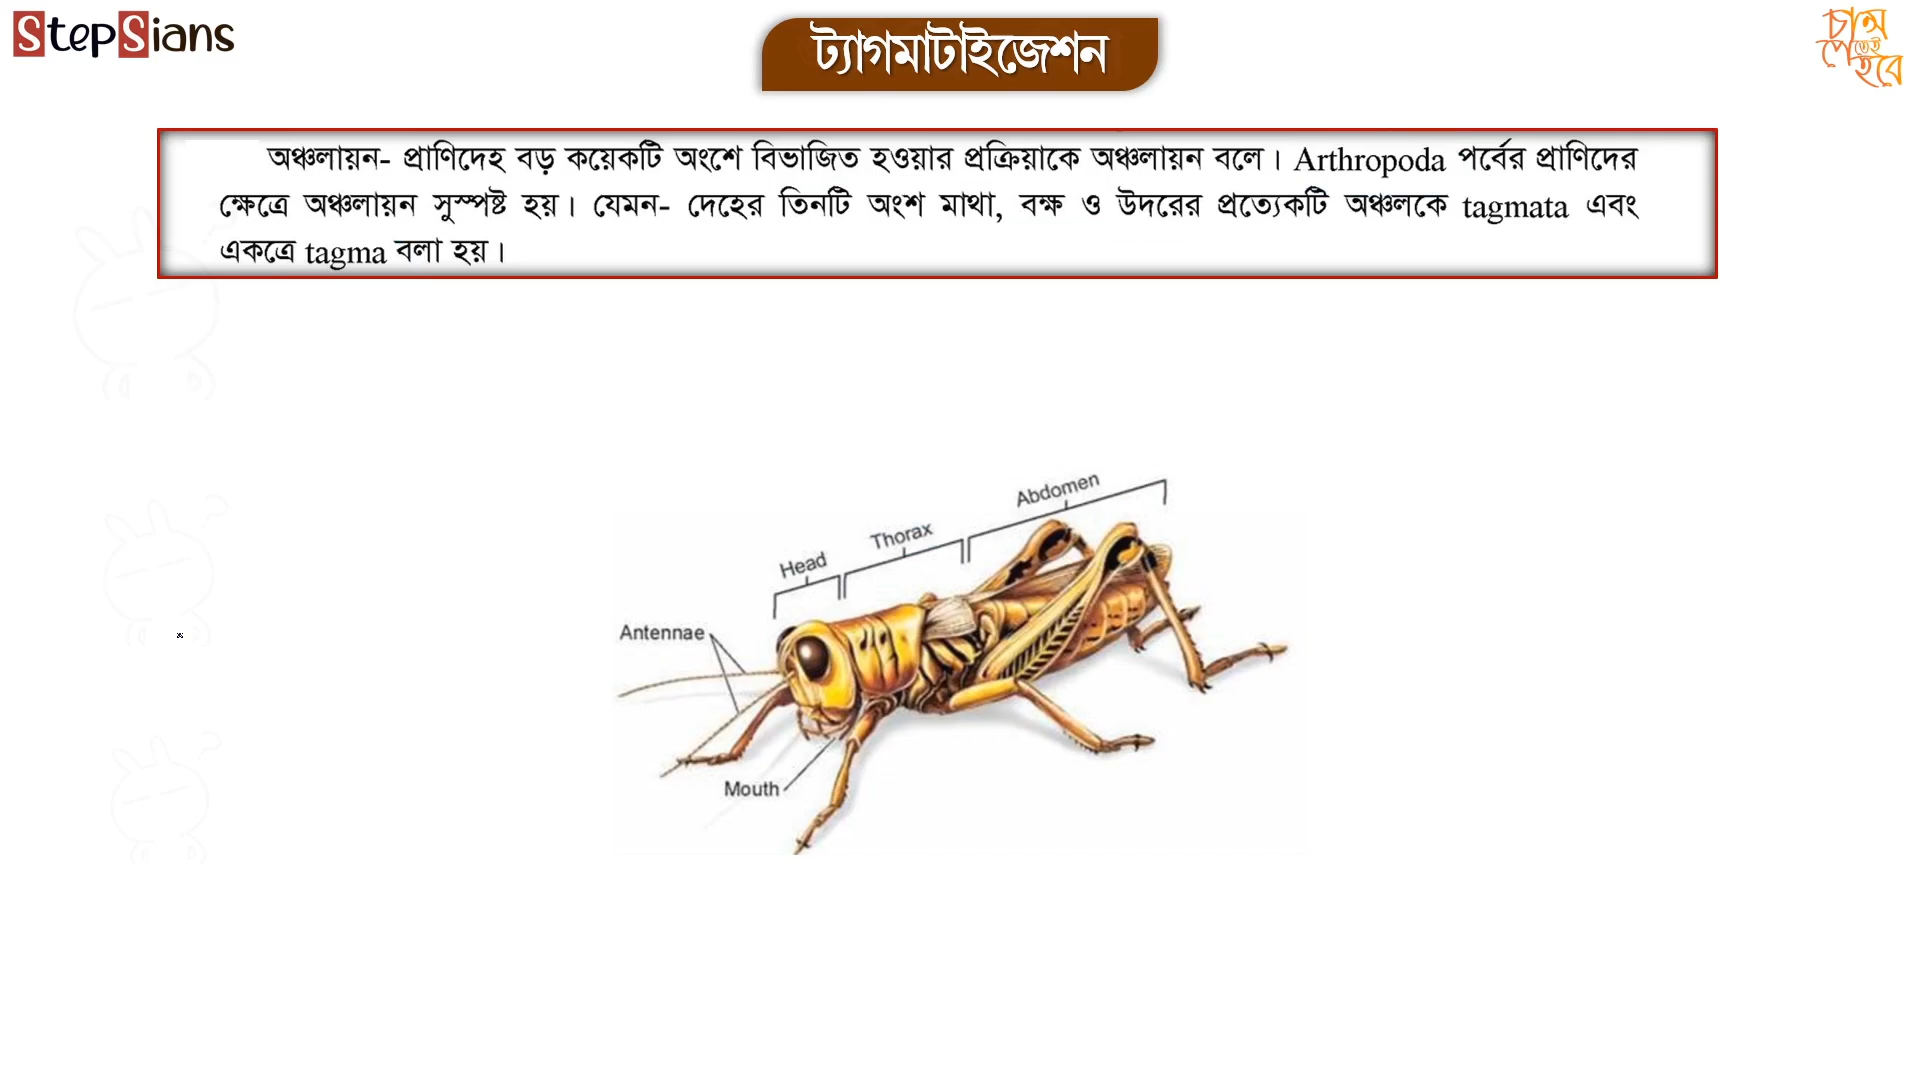 StepSians
ট্যাগমাটাইজেশন
চান্স
পেতেই
হবে
অঞ্চলায়ন- প্রাণিদেহ বড় কয়েকটি অংশে বিভাজিত হওয়ার প্রক্রিয়াকে অঞ্চলায়ন বলে। Arthropoda পর্বের প্রাণিদের
ক্ষেত্রে অঞ্চলায়ন সুস্পষ্ট হয়। যেমন- দেহের তিনটি অংশ মাথা, বক্ষ ও উদরের প্রত্যেকটি অঞ্চলকে tagmata এবং
একত্রে tagma বলা হয়।
Abdomen
Thorax
Head
Antennae
Mouth